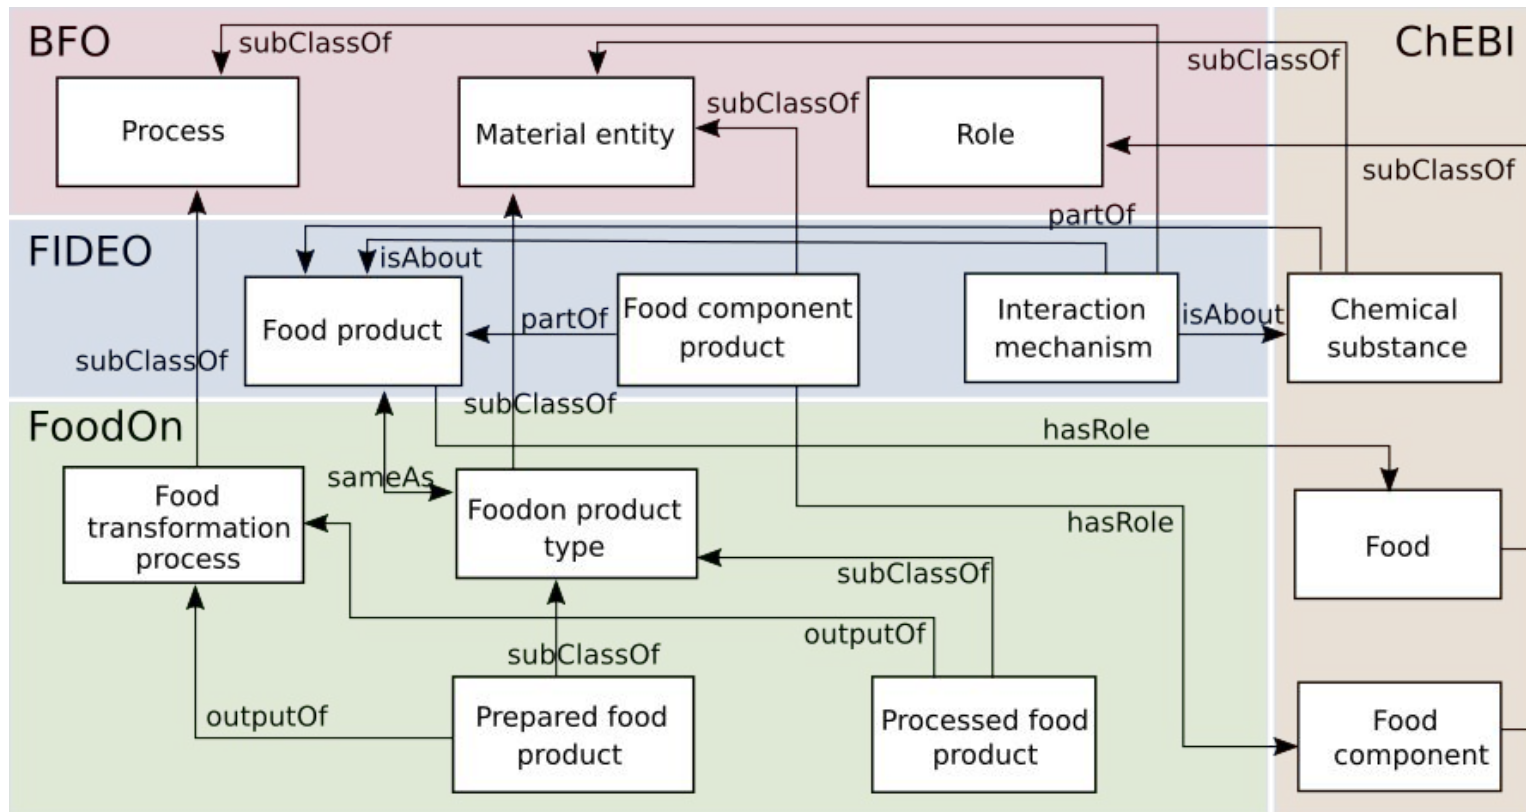 BFO
ChEBI
subClassOf
subClassOf
subClassOf
Process
Material entity
Role
subClassOf
partOf
FIDEO
isAbout
Food product
partOf
Food component
product
Interaction
mechanism
isAbout
Chemical
substance
subClassOf
subClassOf
FoodOn
hasRole
sameAs
Food
transformation
process
Foodon product
type
hasRole
Food
subClassOf
outputOf
subClassOf
outputOf
Prepared food
product
Processed food
product
Food
component